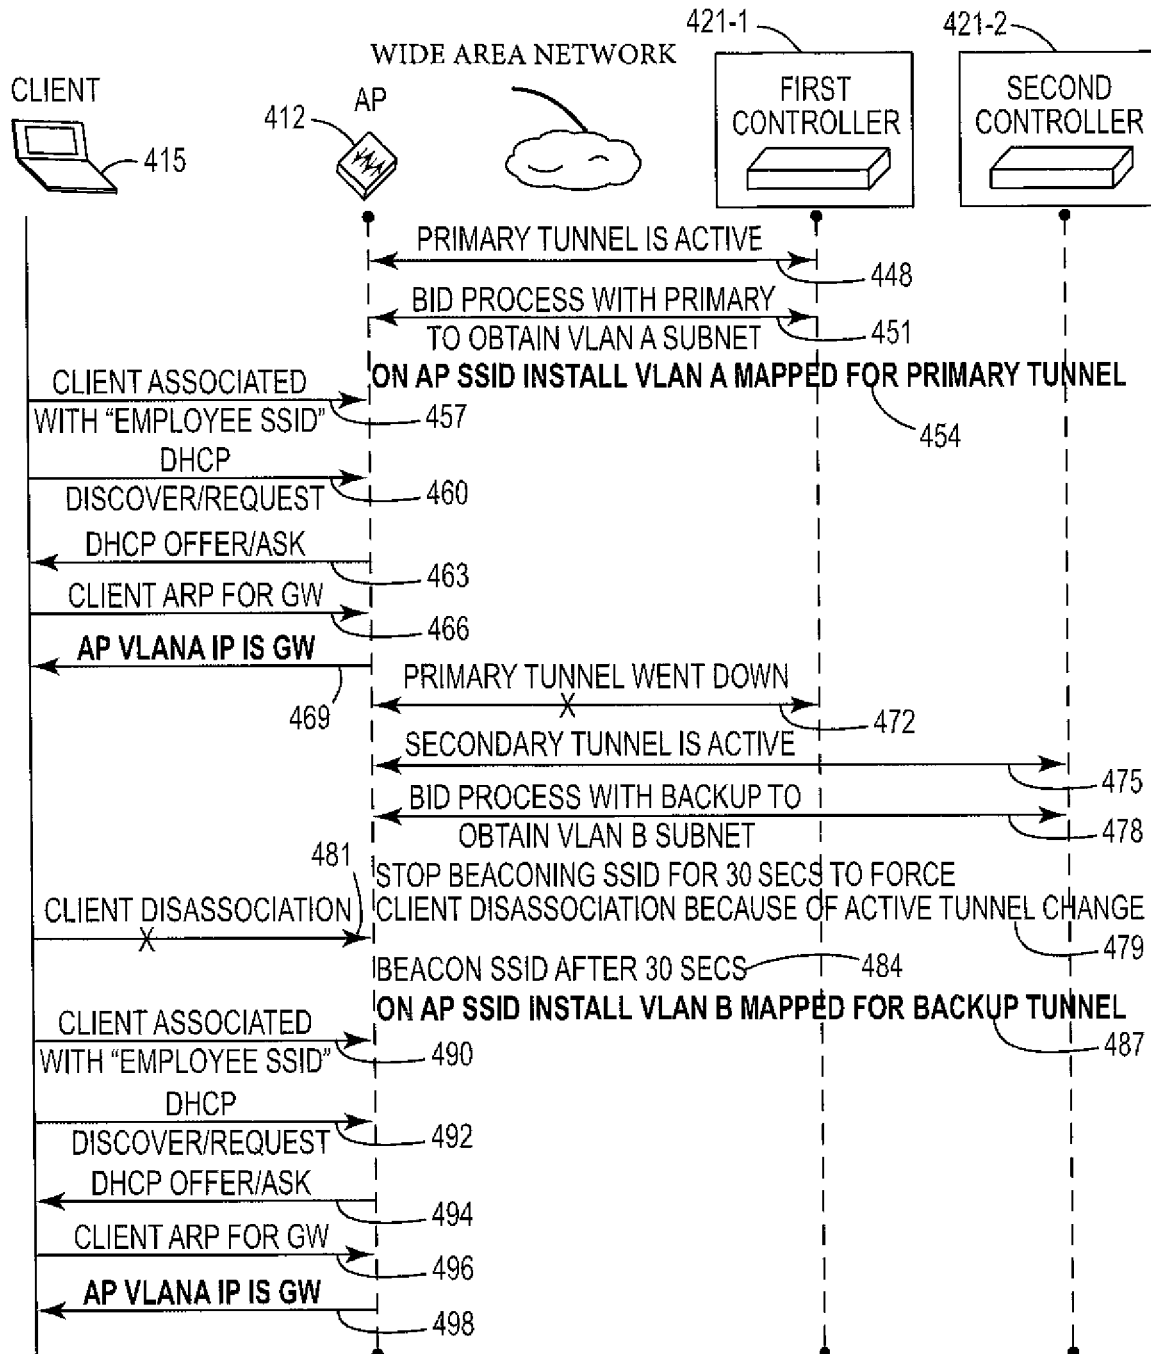 421-1
421-2
WIDE AREA NETWORK
CLIENT
AP
412
415
FIRST
CONTROLLER
SECOND
CONTROLLER
PRIMARY TUNNEL IS ACTIVE
448
BID PROCESS WITH PRIMARY
TO OBTAIN VLAN A SUBNET
451
ON AP SSID INSTALL VLAN A MAPPED FOR PRIMARY TUNNEL
454
CLIENT ASSOCIATED
WITH “EMPLOYEE SSID”
457
DHCP
DISCOVER/REQUEST
460
DHCP OFFER/ASK
463
CLIENT ARP FOR GW
466
AP VLANA IP IS GW
469
PRIMARY TUNNEL WENT DOWN
X
472
SECONDARY TUNNEL IS ACTIVE
475
BID PROCESS WITH BACKUP TO
OBTAIN VLAN B SUBNET
478
481
STOP BEACONING SSID FOR 30 SECS TO FORCE
CLIENT DISASSOCIATION BECAUSE OF ACTIVE TUNNEL CHANGE
479
CLIENT DISASSOCIATION
X
BEACON SSID AFTER 30 SECS
484
ON AP SSID INSTALL VLAN B MAPPED FOR BACKUP TUNNEL
487
CLIENT ASSOCIATED
WITH “EMPLOYEE SSID”
490
DHCP
DISCOVER/REQUEST
492
DHCP OFFER/ASK
494
CLIENT ARP FOR GW
496
AP VLANA IP IS GW
498